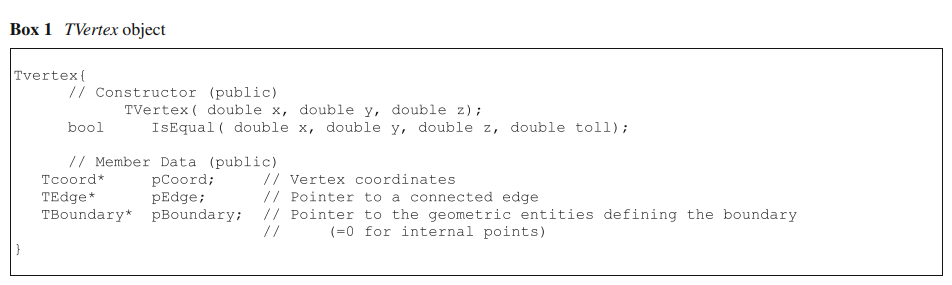 Box 1 TVertex object
Tvertex{
// Constructor (public)
TVertex( double x, double y, double z);
bool IsEqual( double x, double y, double z, double toll);
// Member Data (public)
Tcoord* pCoord; // Vertex coordinates
TEdge* pEdge; // Pointer to a connected edge
TBoundary* pBoundary; // Pointer to the geometric entities defining the boundary
// (=0 for internal points)
}